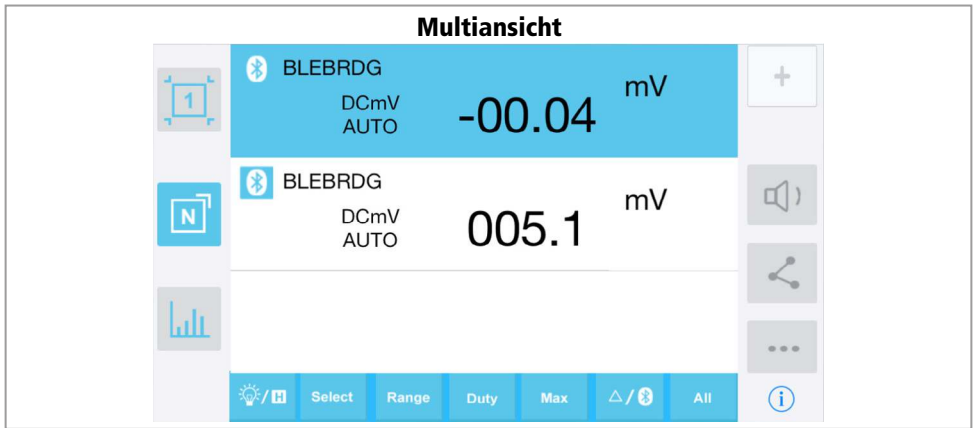 Multiansicht
BLEBRDG
DCmV
AUTO
-00.04
mV
BLEBRDG
DCmV
AUTO
005.1
mV
1
N
+
/H Select Range Duty Max △/ All
i